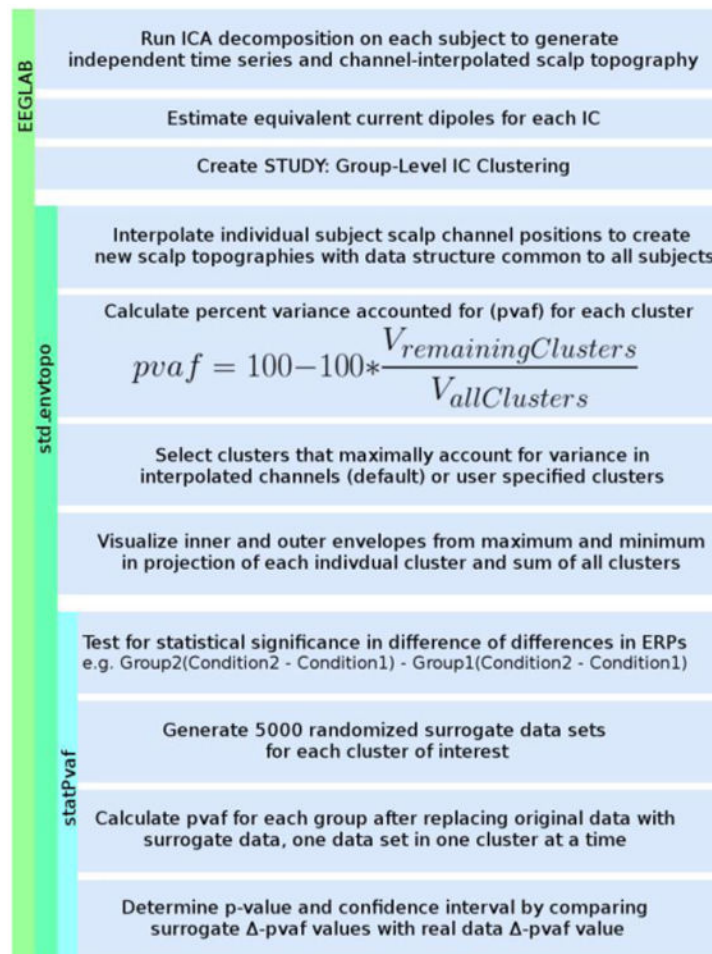 EEGLAB
Run ICA decomposition on each subject to generate
independent time series and channel-interpolated scalp topography
Estimate equivalent current dipoles for each IC
Create STUDY: Group-Level IC Clustering
std_envtopo
Interpolate individual subject scalp channel positions to create
new scalp topographies with data structure common to all subjects
Calculate percent variance accounted for (pvaf) for each cluster
pvaf = 100−100*V_remainingClusters/V_allClusters
Select clusters that maximally account for variance in
interpolated channels (default) or user specified clusters
Visualize inner and outer envelopes from maximum and minimum
in projection of each indivdual cluster and sum of all clusters
statPvaf
Test for statistical significance in difference of differences in ERPs
e.g. Group2(Condition2 - Condition1) - Group1(Condition2 - Condition1)
Generate 5000 randomized surrogate data sets
for each cluster of interest
Calculate pvaf for each group after replacing original data with
surrogate data, one data set in one cluster at a time
Determine p-value and confidence interval by comparing
surrogate Δ-pvaf values with real data Δ-pvaf value